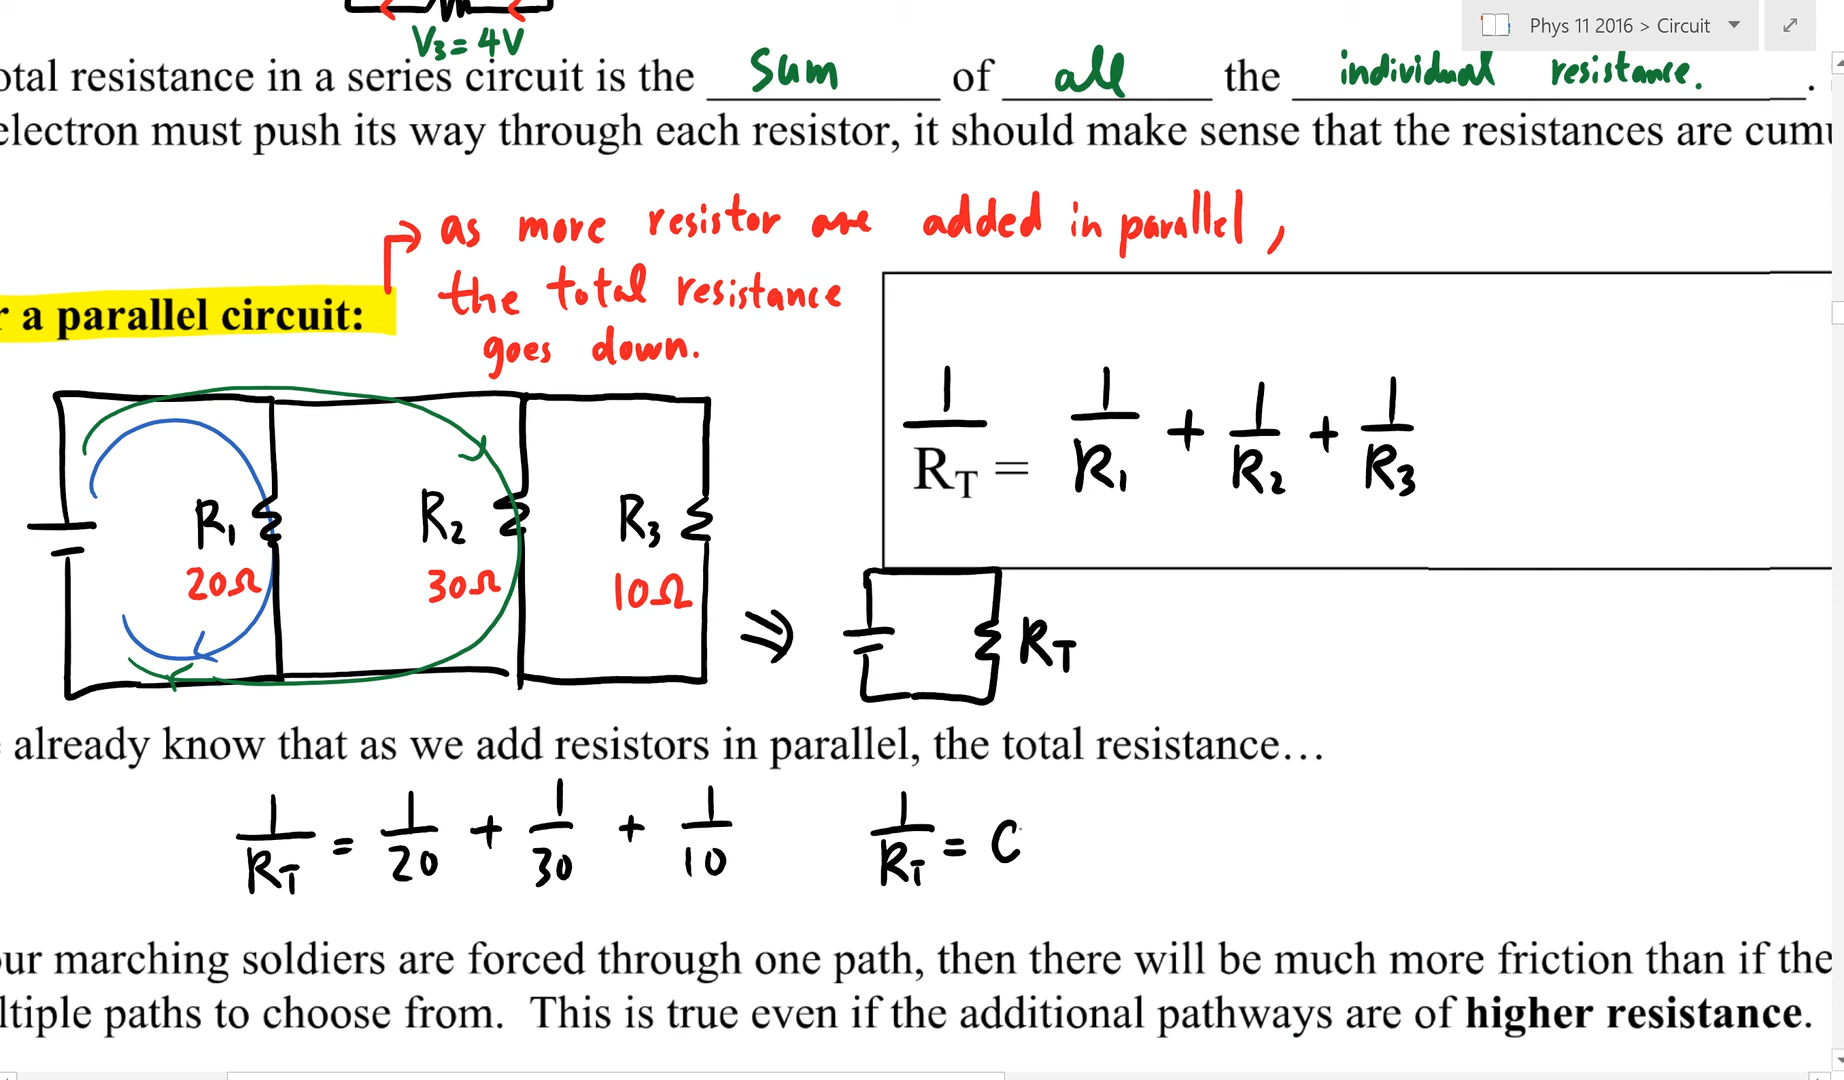 V₃ = 4V
Phys 11 2016 > Circuit
otal resistance in a series circuit is the sum of all the individual resistance.
electron must push its way through each resistor, it should make sense that the resistances are cumu
as more resistor are added in parallel,
the total resistance
goes down.
r a parallel circuit:
1/R_T = 1/R₁ + 1/R₂ + 1/R₃
R₁ R₂ R₃
20Ω 30Ω 10Ω
⇒ R_T
already know that as we add resistors in parallel, the total resistance…
1/R_T = 1/20 + 1/30 + 1/10 1/R_T = C
ur marching soldiers are forced through one path, then there will be much more friction than if the
ltiple paths to choose from. This is true even if the additional pathways are of higher resistance.